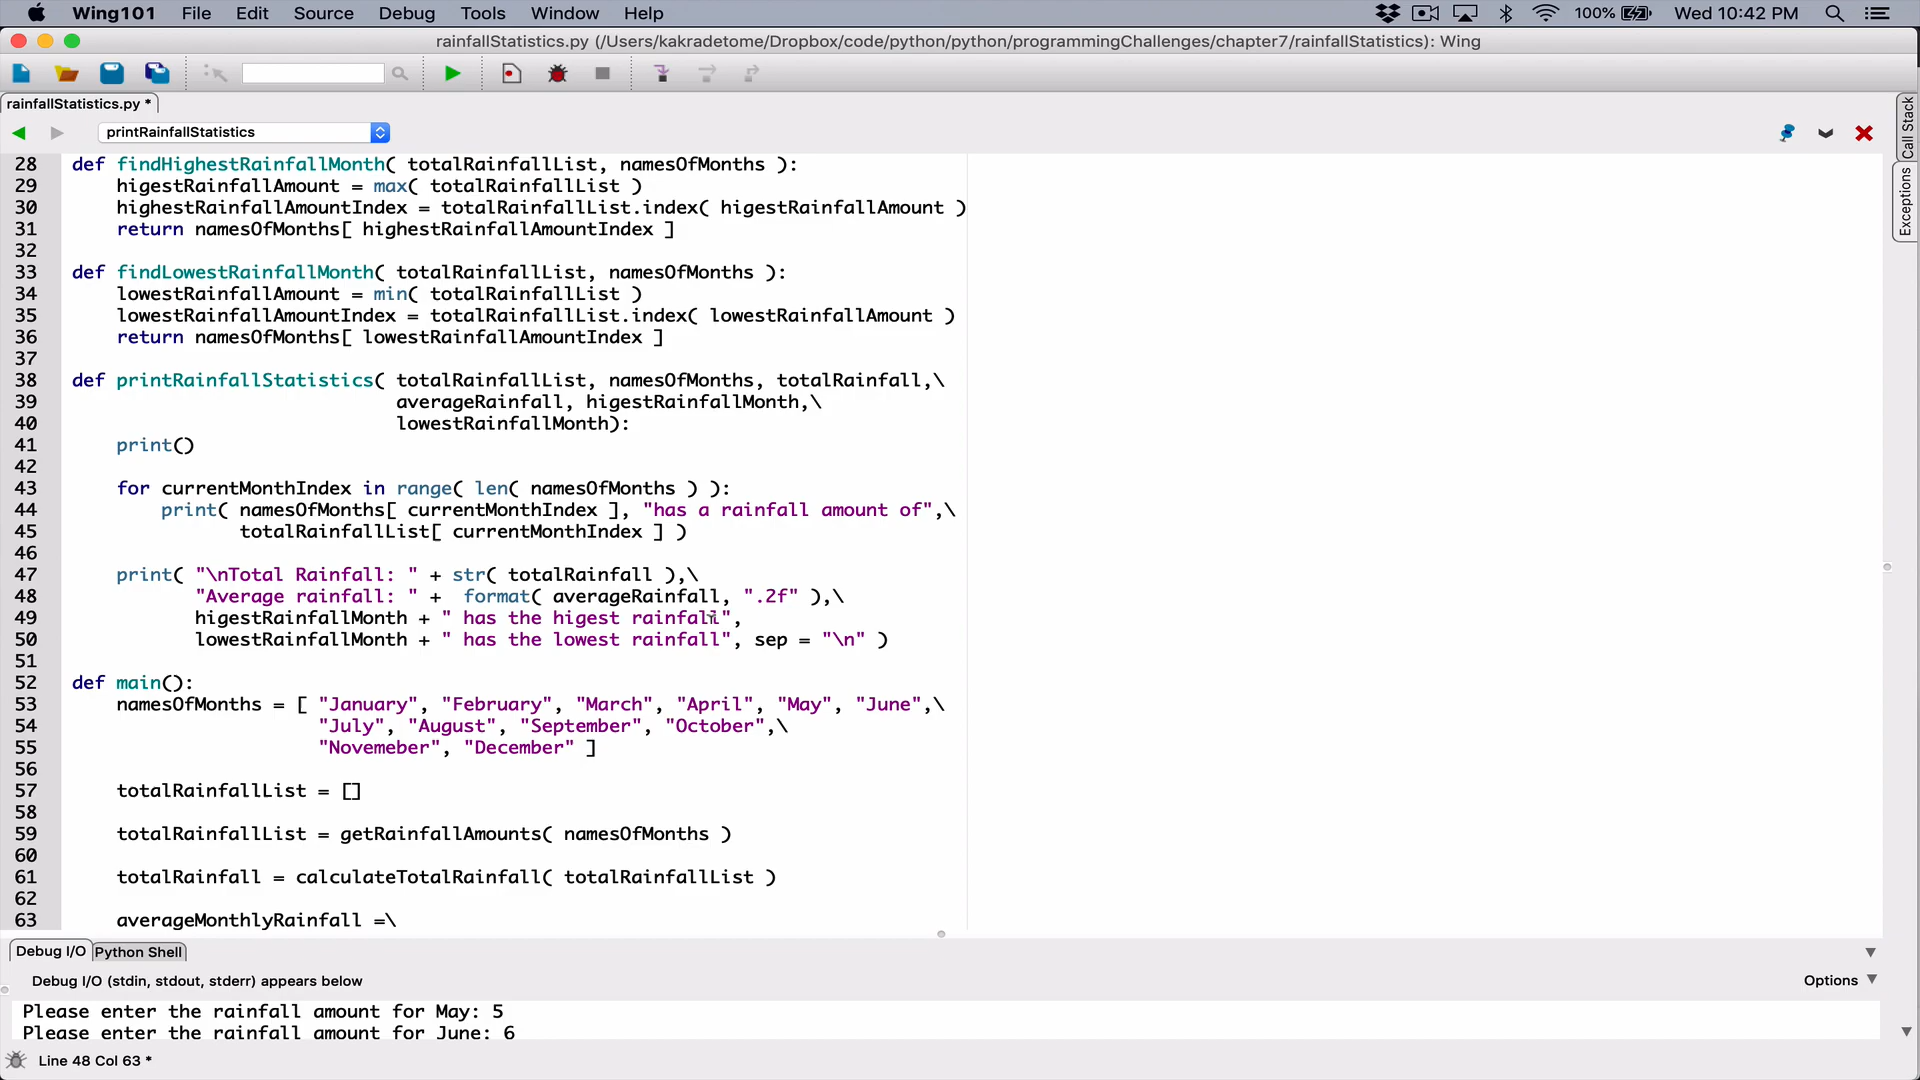 Wing101 File Edit Source Debug Tools Window Help 100% Wed 10:42 PM
rainfallStatistics.py (/Users/kakradetome/Dropbox/code/python/python/programmingChallenges/chapter7/rainfallStatistics): Wing
rainfallStatistics.py *
printRainfallStatistics
28 def findHighestRainfallMonth( totalRainfallList, namesOfMonths ):
29 higestRainfallAmount = max( totalRainfallList )
30 highestRainfallAmountIndex = totalRainfallList.index( higestRainfallAmount )
31 return namesOfMonths[ highestRainfallAmountIndex ]
32
33 def findLowestRainfallMonth( totalRainfallList, namesOfMonths ):
34 lowestRainfallAmount = min( totalRainfallList )
35 lowestRainfallAmountIndex = totalRainfallList.index( lowestRainfallAmount )
36 return namesOfMonths[ lowestRainfallAmountIndex ]
37
38 def printRainfallStatistics( totalRainfallList, namesOfMonths, totalRainfall,\
39 averageRainfall, higestRainfallMonth,\
40 lowestRainfallMonth):
41 print()
42
43 for currentMonthIndex in range( len( namesOfMonths ) ):
44 print( namesOfMonths[ currentMonthIndex ], "has a rainfall amount of",\
45 totalRainfallList[ currentMonthIndex ] )
46
47 print( "\nTotal Rainfall: " + str( totalRainfall ),\
48 "Average rainfall: " +  format( averageRainfall, ".2f" ),\
49 higestRainfallMonth + " has the higest rainfall",
50 lowestRainfallMonth + " has the lowest rainfall", sep = "\n" )
51
52 def main():
53 namesOfMonths = [ "January", "February", "March", "April", "May", "June",\
54 "July", "August", "September", "October",\
55 "Novemeber", "December" ]
56
57 totalRainfallList = []
58
59 totalRainfallList = getRainfallAmounts( namesOfMonths )
60
61 totalRainfall = calculateTotalRainfall( totalRainfallList )
62
63 averageMonthlyRainfall =\
Call Stack
Exceptions
Debug I/O Python Shell
Debug I/O (stdin, stdout, stderr) appears below Options
Please enter the rainfall amount for May: 5
Please enter the rainfall amount for June: 6
Line 48 Col 63 *